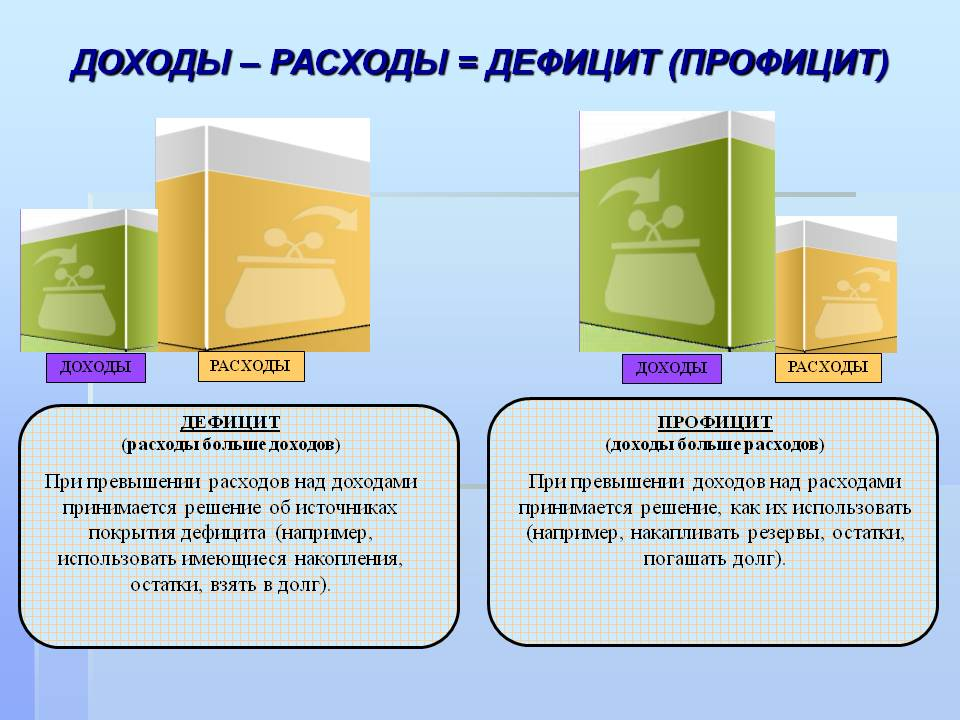 ДОХОДЫ – РАСХОДЫ = ДЕФИЦИТ (ПРОФИЦИТ)
ДОХОДЫ
РАСХОДЫ
ДОХОДЫ
РАСХОДЫ
ДЕФИЦИТ
(расходы больше доходов)
При превышении расходов над доходами
принимается решение об источниках
покрытия дефицита (например,
использовать имеющиеся накопления,
остатки, взять в долг).
ПРОФИЦИТ
(доходы больше расходов)
При превышении доходов над расходами
принимается решение, как их использовать
(например, накапливать резервы, остатки,
погашать долг).